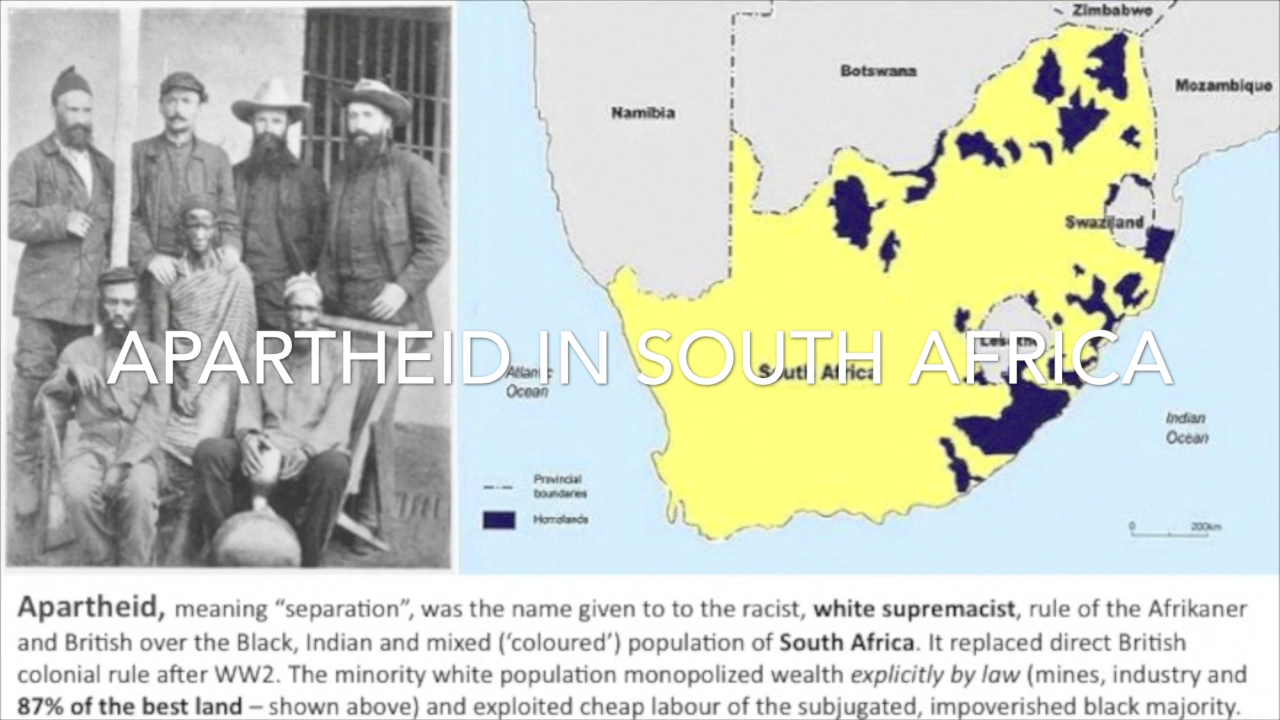 Zimbabwe
Botswana
Mozambique
Namibia
Swaziland
APARTHEID IN SOUTH AFRICA
Lesotho
South Africa
Atlantic
Ocean
Indian
Ocean
Provincial
boundaries
Homelands
0 200km
Apartheid, meaning “separation”, was the name given to to the racist, white supremacist, rule of the Afrikaner
and British over the Black, Indian and mixed (‘coloured’) population of South Africa. It replaced direct British
colonial rule after WW2. The minority white population monopolized wealth explicitly by law (mines, industry and
87% of the best land – shown above) and exploited cheap labour of the subjugated, impoverished black majority.